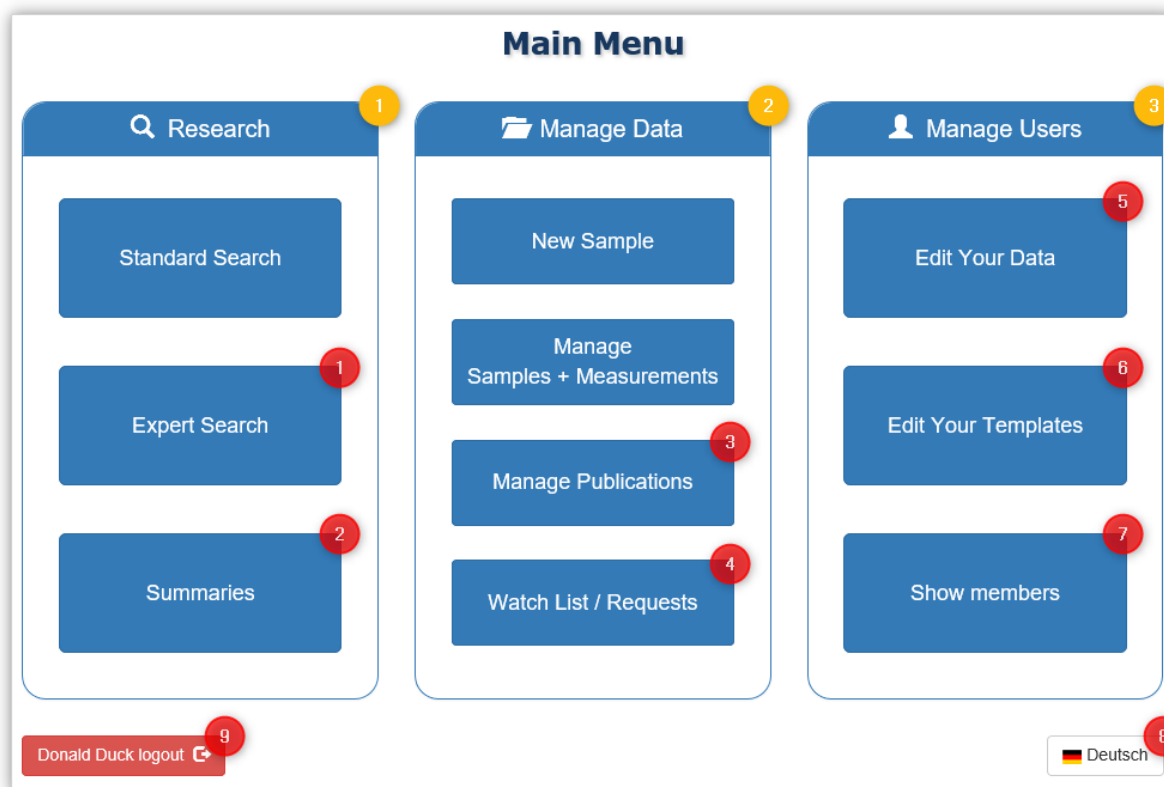 Main Menu
Research
1
Standard Search
Expert Search
1
Summaries
2
Manage Data
2
New Sample
Manage
Samples + Measurements
Manage Publications
3
Watch List / Requests
4
Manage Users
3
Edit Your Data
5
Edit Your Templates
6
Show members
7
Donald Duck logout
9
Deutsch
8